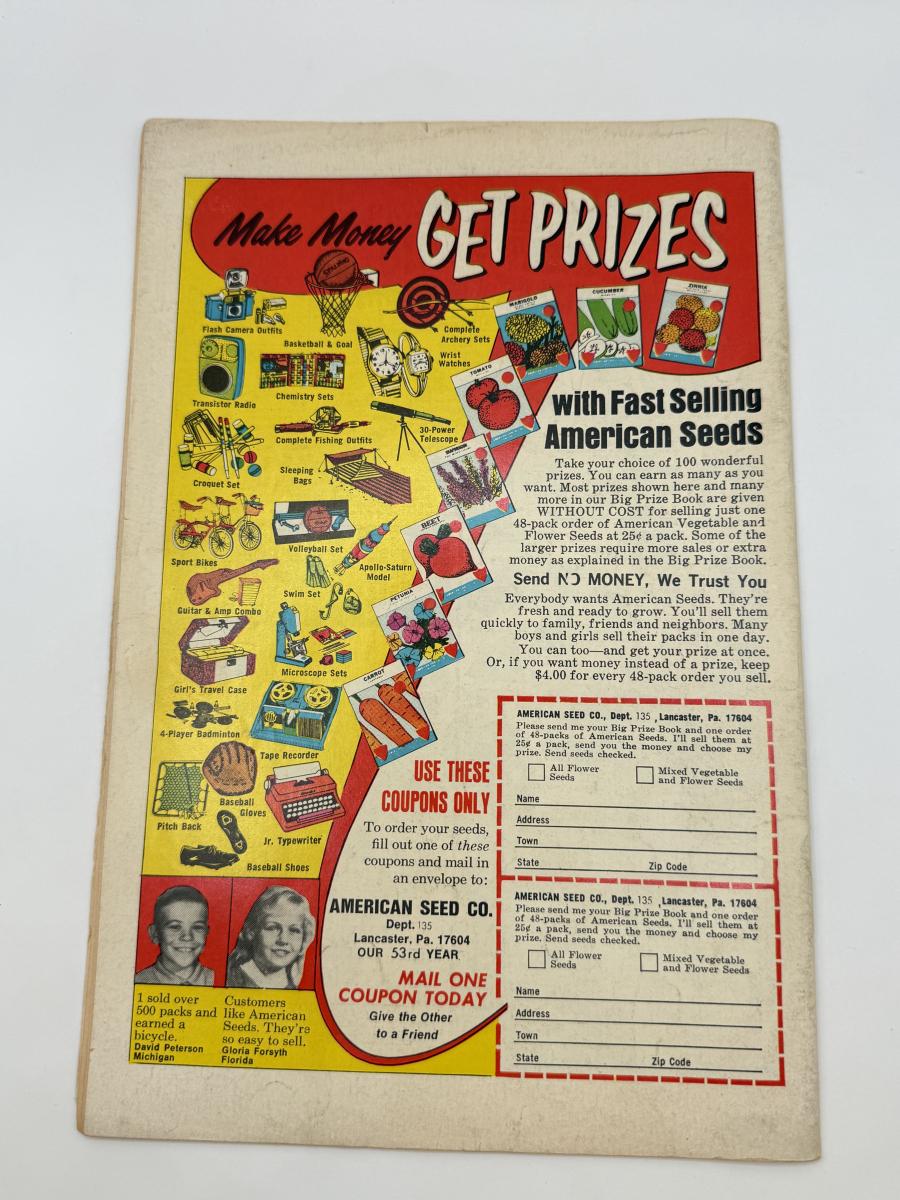 Make Money GET PRIZES
SPALDING
Flash Camera Outfits
Basketball & Goal
Complete
Archery Sets
Wrist
Watches
Transistor Radio
Chemistry Sets
Complete Fishing Outfits
30-Power
Telescope
Croquet Set
Sleeping
Bags
Sport Bikes
Volleyball Set
Apollo-Saturn
Model
Guitar & Amp Combo
Swim Set
Girl's Travel Case
Microscope Sets
4-Player Badminton
Tape Recorder
Pitch Back
Baseball
Gloves
Jr. Typewriter
Baseball Shoes
MARIGOLD
CUCUMBER
ZINNIA
TOMATO
BEET
PETUNIA
CARROT
with Fast Selling
American Seeds
Take your choice of 100 wonderful
prizes. You can earn as many as you
want. Most prizes shown here and many
more in our Big Prize Book are given
WITHOUT COST for selling just one
48-pack order of American Vegetable and
Flower Seeds at 25¢ a pack. Some of the
larger prizes require more sales or extra
money as explained in the Big Prize Book.
Send NO MONEY, We Trust You
Everybody wants American Seeds. They're
fresh and ready to grow. You'll sell them
quickly to family, friends and neighbors. Many
boys and girls sell their packs in one day.
You can too—and get your prize at once.
Or, if you want money instead of a prize, keep
$4.00 for every 48-pack order you sell.
USE THESE
COUPONS ONLY
To order your seeds,
fill out one of these
coupons and mail in
an envelope to:
AMERICAN SEED CO.
Dept. 135
Lancaster, Pa. 17604
OUR 53rd YEAR
MAIL ONE
COUPON TODAY
Give the Other
to a Friend
AMERICAN SEED CO., Dept. 135 , Lancaster, Pa. 17604
Please send me your Big Prize Book and one order
of 48-packs of American Seeds. I'll sell them at
25¢ a pack, send you the money and choose my
prize. Send seeds checked.
All Flower
Seeds
Mixed Vegetable
and Flower Seeds
Name
Address
Town
State Zip Code
AMERICAN SEED CO., Dept. 135 , Lancaster, Pa. 17604
Please send me your Big Prize Book and one order
of 48-packs of American Seeds. I'll sell them at
25¢ a pack, send you the money and choose my
prize. Send seeds checked.
All Flower
Seeds
Mixed Vegetable
and Flower Seeds
Name
Address
Town
State Zip Code
I sold over
500 packs and
earned a
bicycle.
David Peterson
Michigan
Customers
like American
Seeds. They're
so easy to sell.
Gloria Forsyth
Florida